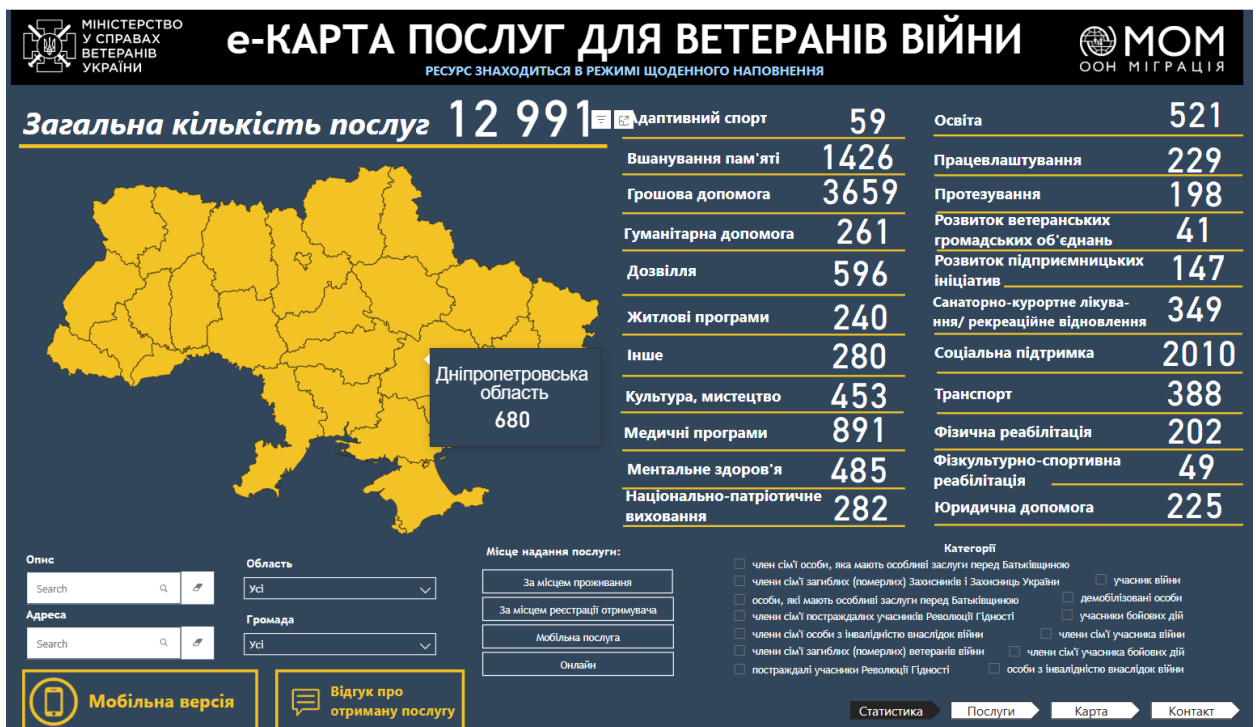 МІНІСТЕРСТВО
У СПРАВАХ
ВЕТЕРАНІВ
УКРАЇНИ
е-КАРТА ПОСЛУГ ДЛЯ ВЕТЕРАНІВ ВІЙНИ
РЕСУРС ЗНАХОДИТЬСЯ В РЕЖИМІ ЩОДЕННОГО НАПОВНЕННЯ
МОМ
ООН МІГРАЦІЯ
Загальна кількість послуг 12 991
Адаптивний спорт 59
Вшанування пам'яті 1426
Грошова допомога 3659
Гуманітарна допомога 261
Дозвілля 596
Житлові програми 240
Інше 280
Культура, мистецтво 453
Медичні програми 891
Ментальне здоров'я 485
Національно-патріотичне
виховання 282
Освіта 521
Працевлаштування 229
Протезування 198
Розвиток ветеранських
громадських об'єднань 41
Розвиток підприємницьких
ініціатив 147
Санаторно-курортне лікува-
ння/ рекреаційне відновлення 349
Соціальна підтримка 2010
Транспорт 388
Фізична реабілітація 202
Фізкультурно-спортивна
реабілітація 49
Юридична допомога 225
Дніпропетровська
область
680
Опис
Search
Адреса
Search
Область
Усі
Громада
Усі
Місце надання послуги:
За місцем проживання
За місцем реєстрації отримувача
Мобільна послуга
Онлайн
Категорії
член сім'ї особи, яка мають особливі заслуги перед Батьківщиною
члени сім'ї загиблих (померлих) Захисників і Захисниць України учасник війни
особи, які мають особливі заслуги перед Батьківщиною демобілізовані особи
члени сім'ї постраждалих учасників Революції Гідності учасники бойових дій
члени сім'ї особи з інвалідністю внаслідок війни члени сім'ї учасника війни
члени сім'ї загиблих (померлих) ветеранів війни члени сім'ї учасника бойових дій
постраждалі учасники Революції Гідності особи з інвалідністю внаслідок війни
Мобільна версія
Відгук про
отриману послугу
Статистика Послуги Карта Контакт